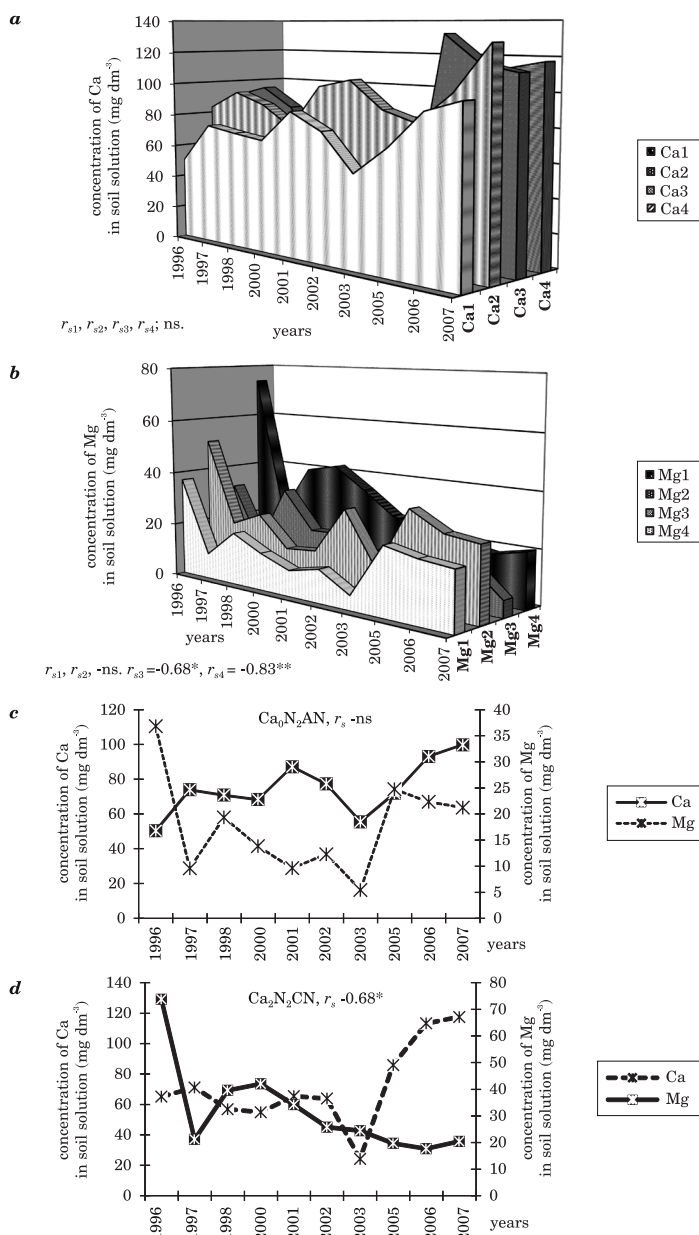 a
concentration of Ca
in soil solution (mg dm⁻³)
140
120
100
80
60
40
20
0
1996
1997
1998
2000
2001
2002
2003
2005
2006
2007
Ca1
Ca2
Ca3
Ca4
years
Ca1
Ca2
Ca3
Ca4
rs1, rs2, rs3, rs4; ns.
b
concentration of Mg
in soil solution (mg dm⁻³)
80
60
40
20
0
1996
1997
1998
2000
2001
2002
2003
2005
2006
2007
Mg1
Mg2
Mg3
Mg4
years
Mg1
Mg2
Mg3
Mg4
rs1, rs2, -ns. rs3 =-0.68*, rs4 = -0.83**
c
Ca₀N₂AN, rs -ns
concentration of Ca
in soil solution (mg dm⁻³)
120
100
80
60
40
20
0
40
35
30
25
20
15
10
5
0
concentration of Mg
in soil solution (mg dm⁻³)
1996
1997
1998
2000
2001
2002
2003
2005
2006
2007
years
Ca
Mg
d
Ca₂N₂CN, rs -0.68*
concentration of Ca
in soil solution (mg dm⁻³)
140
120
100
80
60
40
20
0
80
70
60
50
40
30
20
10
0
concentration of Mg
in soil solution (mg dm⁻³)
1996
1997
1998
2000
2001
2002
2003
2005
2006
2007
years
Ca
Mg